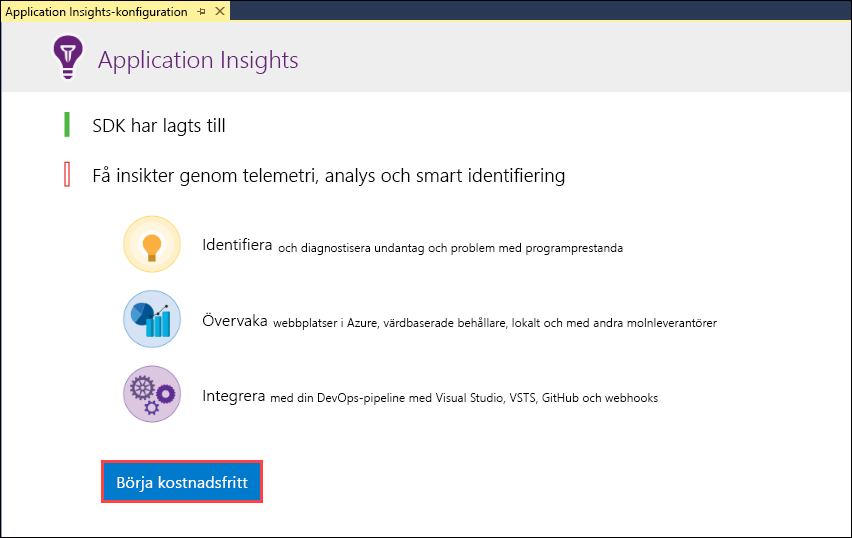 Application Insights-konfiguration
Application Insights
SDK har lagts till
Få insikter genom telemetri, analys och smart identifiering
Identifiera och diagnostisera undantag och problem med programprestanda
Övervaka webbplatser i Azure, värdbaserade behållare, lokalt och med andra molnleverantörer
Integrera med din DevOps-pipeline med Visual Studio, VSTS, GitHub och webhooks
Börja kostnadsfritt